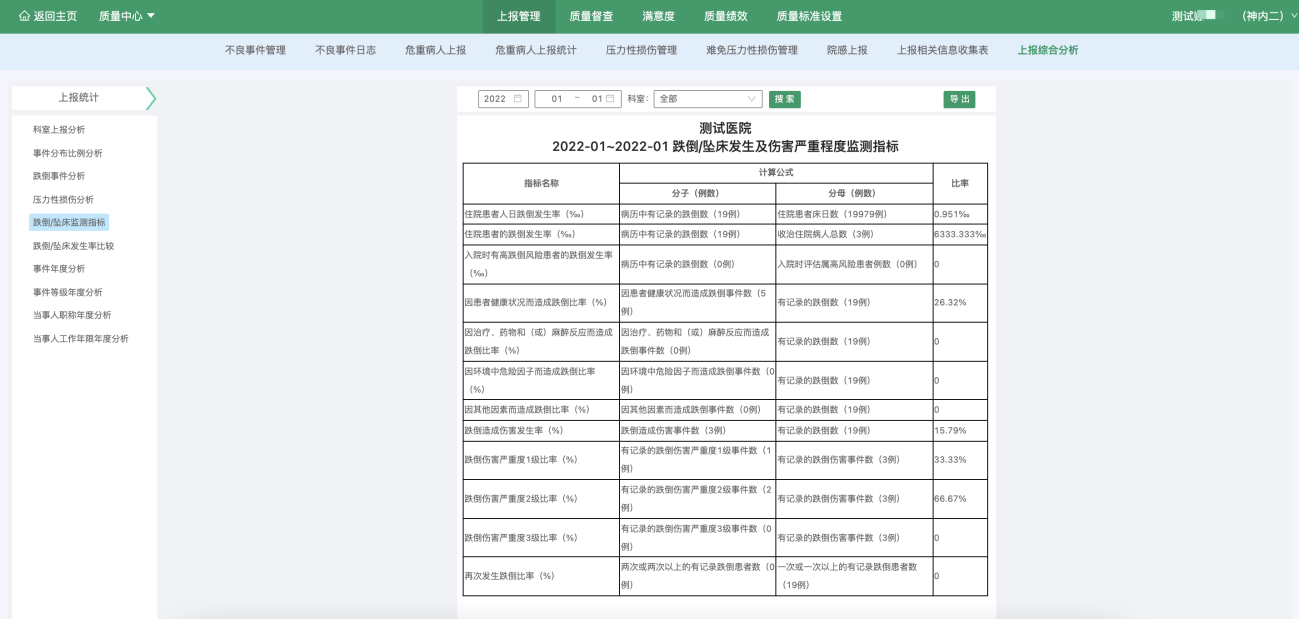 返回主页 质量中心 上报管理 质量督查 满意度 质量绩效 质量标准设置 测试 （神内二）
不良事件管理 不良事件日志 危重病人上报 危重病人上报统计 压力性损伤管理 难免压力性损伤管理 院感上报 上报相关信息收集表 上报综合分析
上报统计
科室上报分析
事件分布比例分析
跌倒事件分析
压力性损伤分析
跌倒/坠床监测指标
跌倒/坠床发生率比较
事件年度分析
事件等级年度分析
当事人职称年度分析
当事人工作年限年度分析
2022 01 ~ 01 科室: 全部 搜 索 导 出
测试医院
2022-01~2022-01 跌倒/坠床发生及伤害严重程度监测指标
指标名称 计算公式 比率
分子（例数） 分母（例数）
住院患者人日跌倒发生率（‰） 病历中有记录的跌倒数（19例） 住院患者床日数（19979例） 0.951‰
住院患者的跌倒发生率（‰） 病历中有记录的跌倒数（19例） 收治住院病人总数（3例） 6333.333‰
入院时有高跌倒风险患者的跌倒发生率
（‰） 病历中有记录的跌倒数（0例） 入院时评估属高风险患者例数（0例） 0
因患者健康状况而造成跌倒比率（%） 因患者健康状况而造成跌倒事件数（5
例） 有记录的跌倒数（19例） 26.32%
因治疗、药物和（或）麻醉反应而造成
跌倒比率（%） 因治疗、药物和（或）麻醉反应而造成
跌倒事件数（0例） 有记录的跌倒数（19例） 0
因环境中危险因子而造成跌倒比率
（%） 因环境中危险因子而造成跌倒事件数（0
例） 有记录的跌倒数（19例） 0
因其他因素而造成跌倒比率（%） 因其他因素而造成跌倒事件数（0例） 有记录的跌倒数（19例） 0
跌倒造成伤害发生率（%） 跌倒造成伤害事件数（3例） 有记录的跌倒数（19例） 15.79%
跌倒伤害严重度1级比率（%） 有记录的跌倒伤害严重度1级事件数（1
例） 有记录的跌倒伤害事件数（3例） 33.33%
跌倒伤害严重度2级比率（%） 有记录的跌倒伤害严重度2级事件数（2
例） 有记录的跌倒伤害事件数（3例） 66.67%
跌倒伤害严重度3级比率（%） 有记录的跌倒伤害严重度3级事件数（0
例） 有记录的跌倒伤害事件数（3例） 0
再次发生跌倒比率（%） 两次或两次以上的有记录跌倒患者数（0
例） 一次或一次以上的有记录跌倒患者数
（19例） 0